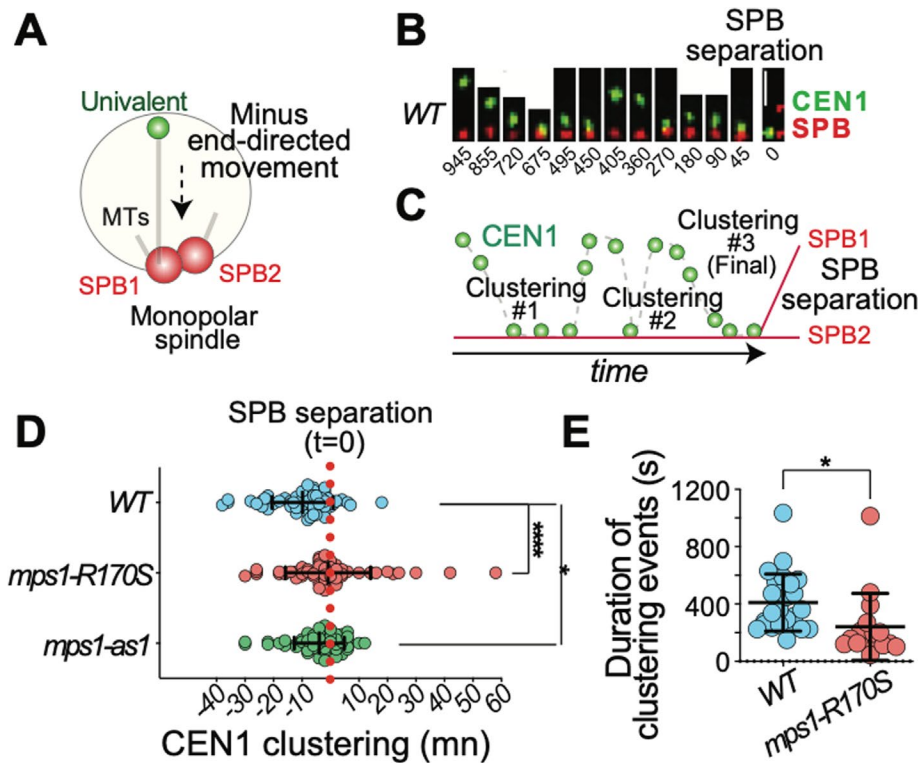 A
Univalent
Minus
end-directed
movement
MTs
SPB1
SPB2
Monopolar
spindle
B
SPB
separation
WT
CEN1
SPB
945 855 720 675 495 450 405 360 270 180 90 45 0
C
CEN1
Clustering
#1
Clustering
#2
Clustering
#3
(Final)
SPB1
SPB
separation
SPB2
time
D
SPB separation
(t=0)
WT
mps1-R170S
mps1-as1
****
*
-40 -30 -20 -10 10 20 30 40 50 60
CEN1 clustering (mn)
E
Duration of
clustering events (s)
*
1200
800
400
0
WT
mps1-R170S